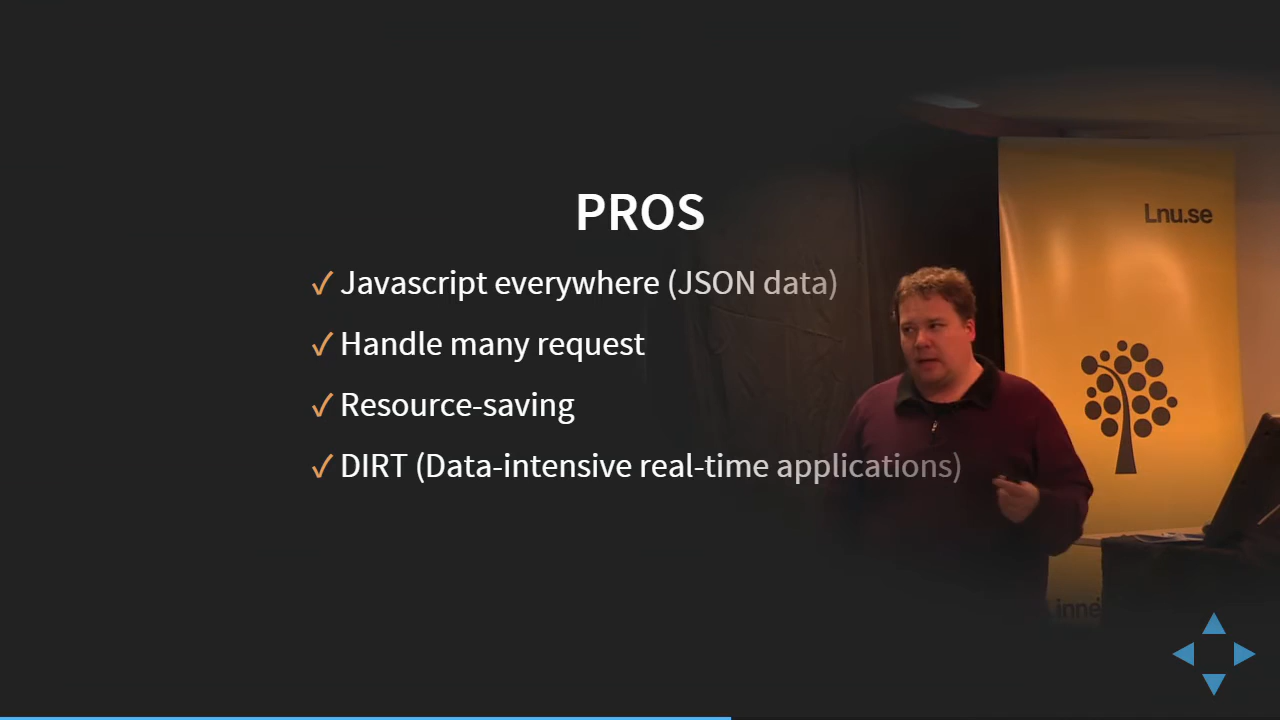 Lnu.se
PROS
✓ Javascript everywhere (JSON data)
✓ Handle many request
✓ Resource-saving
✓ DIRT (Data-intensive real-time applications)